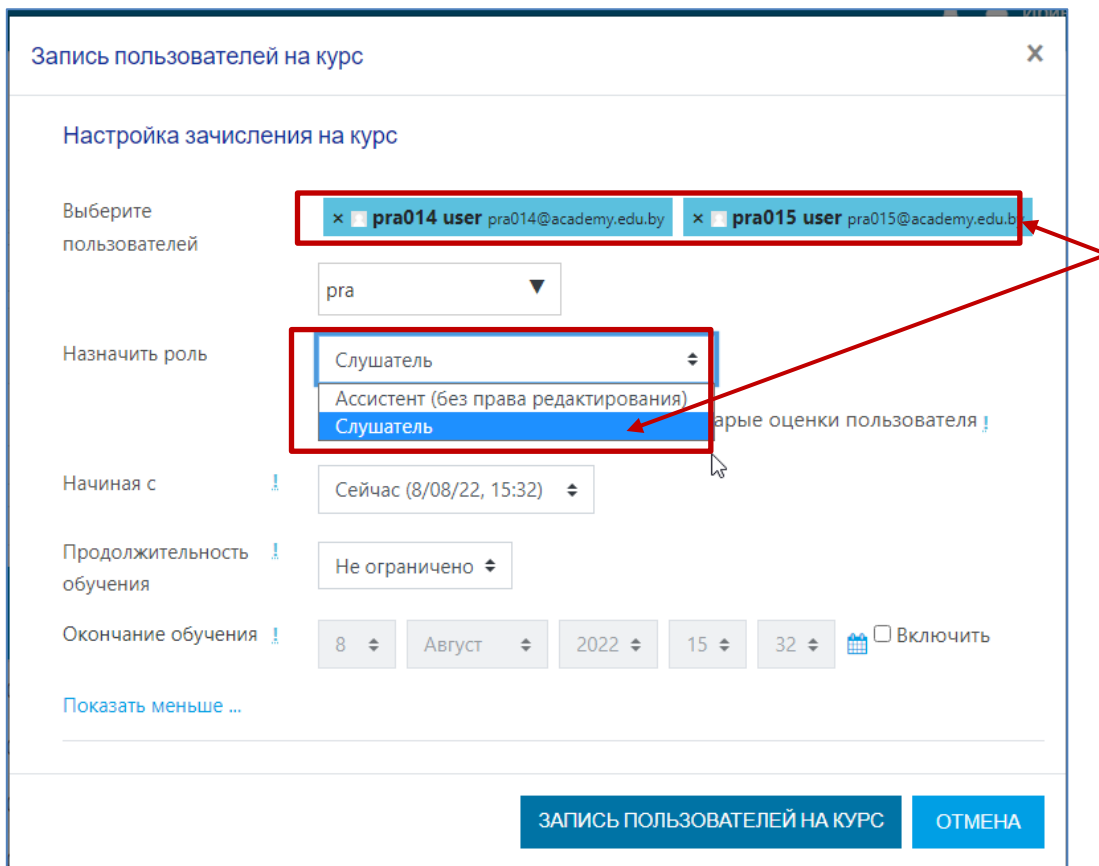 Запись пользователей на курс ×
Настройка зачисления на курс
Выберите
пользователей
× pra014 user pra014@academy.edu.by × pra015 user pra015@academy.edu.by
pra ▼
Назначить роль
Слушатель
Ассистент (без права редактирования)
Слушатель
арые оценки пользователя !
Начиная с ! Сейчас (8/08/22, 15:32)
Продолжительность !
обучения
Не ограничено
Окончание обучения ! 8 Август 2022 15 32 Включить
Показать меньше ...
ЗАПИСЬ ПОЛЬЗОВАТЕЛЕЙ НА КУРС ОТМЕНА